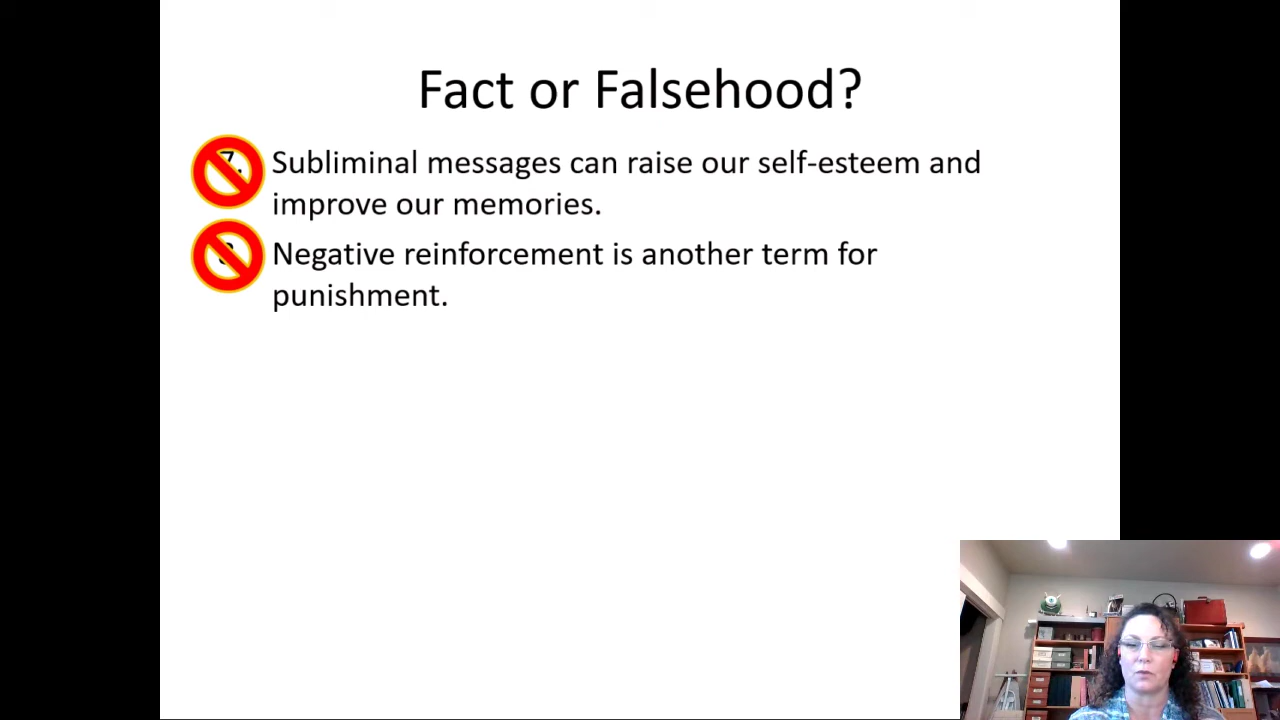 Fact or Falsehood?
7. Subliminal messages can raise our self-esteem and
improve our memories.
Negative reinforcement is another term for
punishment.